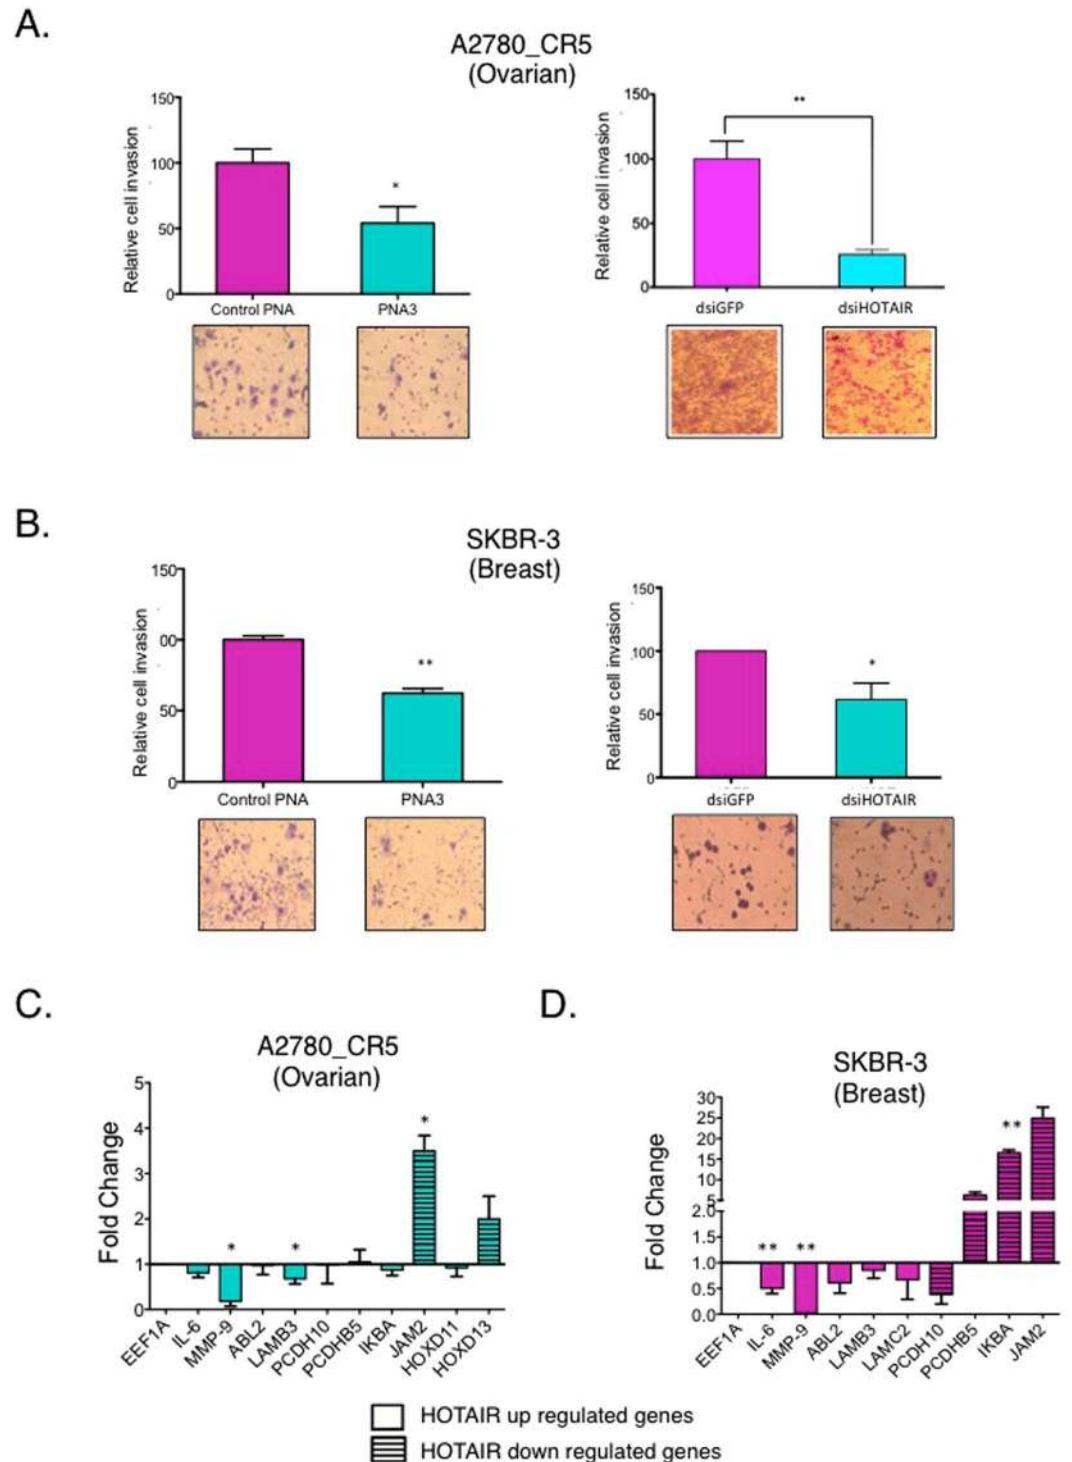 A.
A2780_CR5
(Ovarian)
Relative cell invasion
150
100
50
0
*
Control PNA
PNA3
Relative cell invasion
150
100
50
0
**
dsiGFP
dsiHOTAIR
B.
SKBR-3
(Breast)
Relative cell invasion
150
00
50
0
**
Control PNA
PNA3
Relative cell invasion
150
100
50
0
*
dsiGFP
dsiHOTAIR
C.
A2780_CR5
(Ovarian)
Fold Change
5
4
3
2
1
0
*
*
*
EEF1A
IL-6
MMP-9
ABL2
LAMB3
PCDH10
PCDHB5
IKBA
JAM2
HOXD11
HOXD13
D.
SKBR-3
(Breast)
Fold Change
30
25
20
15
10
5
2.0
1.5
1.0
0.5
0.0
**
**
**
EEF1A
IL-6
MMP-9
ABL2
LAMB3
LAMC2
PCDH10
PCDHB5
IKBA
JAM2
HOTAIR up regulated genes
HOTAIR down regulated genes